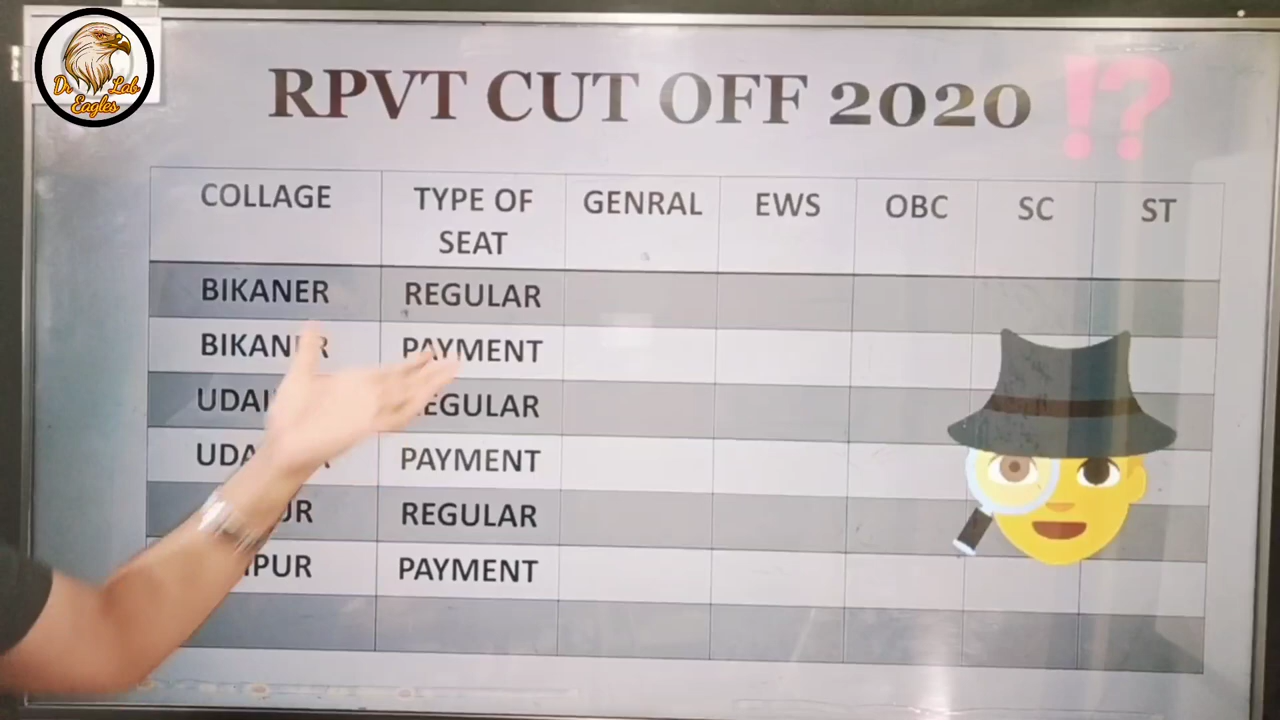 Dr Lab
Eagles
RPVT CUT OFF 2020 ⁉
COLLAGE TYPE OF SEAT GENRAL EWS OBC SC ST
BIKANER REGULAR
PAYMENT
REGULAR
PAYMENT
REGULAR
PAYMENT